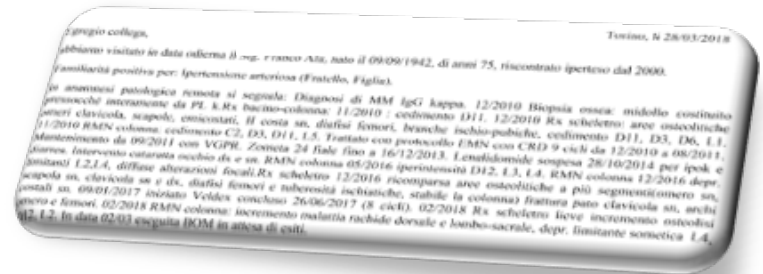 Egregio collega, Torino, li 28/03/2018
abbiamo visitato in data odierna il Sig. Franco Ala, nato il 09/09/1942, di anni 75, riscontrato iperteso dal 2000.
Familiarità positiva per: Ipertensione arteriosa (Fratello, Figlia).
In anamnesi patologica remota si segnala: Diagnosi di MM IgG kappa. 12/2010 Biopsia ossea: midollo costituito
pressocchè interamente da PL k.Rx bacino-colonna: 11/2010 : cedimento D11. 12/2010 Rx scheletro: aree osteolitiche
omeri clavicola, scapole, emicostati, II costa sn, diafisi femori, branche ischio-pubiche, cedimento D11, D3, D6, L1.
11/2010 RMN colonna: cedimento C2, D3, D11, L5. Trattato con protocollo EMN con CRD 9 cicli da 12/2010 a 08/2011.
Mantenimento da 09/2011 con VGPR. Zometa 24 fiale fino a 16/12/2013. Lenalidomide sospesa 28/10/2014 per ipok e
diarrea. Intervento cataratta occhio dx e sn. RMN colonna 05/2016 iperintensità D12, L3, L4. RMN colonna 12/2016 depr.
limitanti L2,L4, diffuse alterazioni focali.Rx scheletro 12/2016 ricomparsa aree osteolitiche a più segmenti(omero sn,
scapola sn, clavicola sn e dx, diafisi femori e tuberosità ischiatiche, stabile la colonna) frattura pato clavicola sn, archi
costali sn. 09/01/2017 iniziato Veldex concluso 26/06/2017 (8 cicli). 02/2018 Rx scheletro lieve incremento osteolisi
omero e femori. 02/2018 RMN colonna: incremento malattia rachide dorsale e lombo-sacrale, depr. limitante somatica L4,
L2. In data 02/03 eseguita BOM in attesa di esiti.